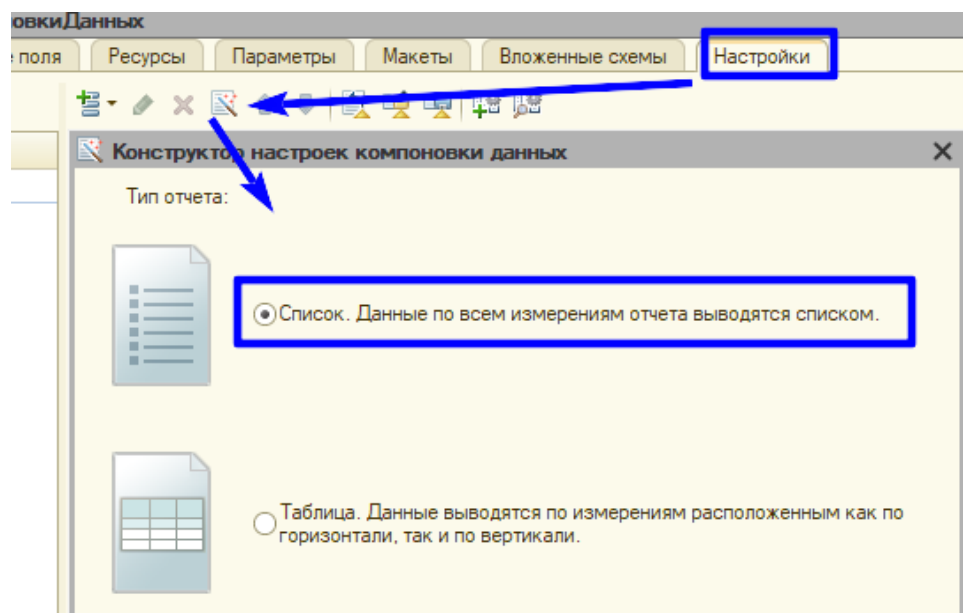 овкиДанных
поля Ресурсы Параметры Макеты Вложенные схемы Настройки
Конструктор настроек компоновки данных
Тип отчета:
Список. Данные по всем измерениям отчета выводятся списком.
Таблица. Данные выводятся по измерениям расположенным как по
горизонтали, так и по вертикали.